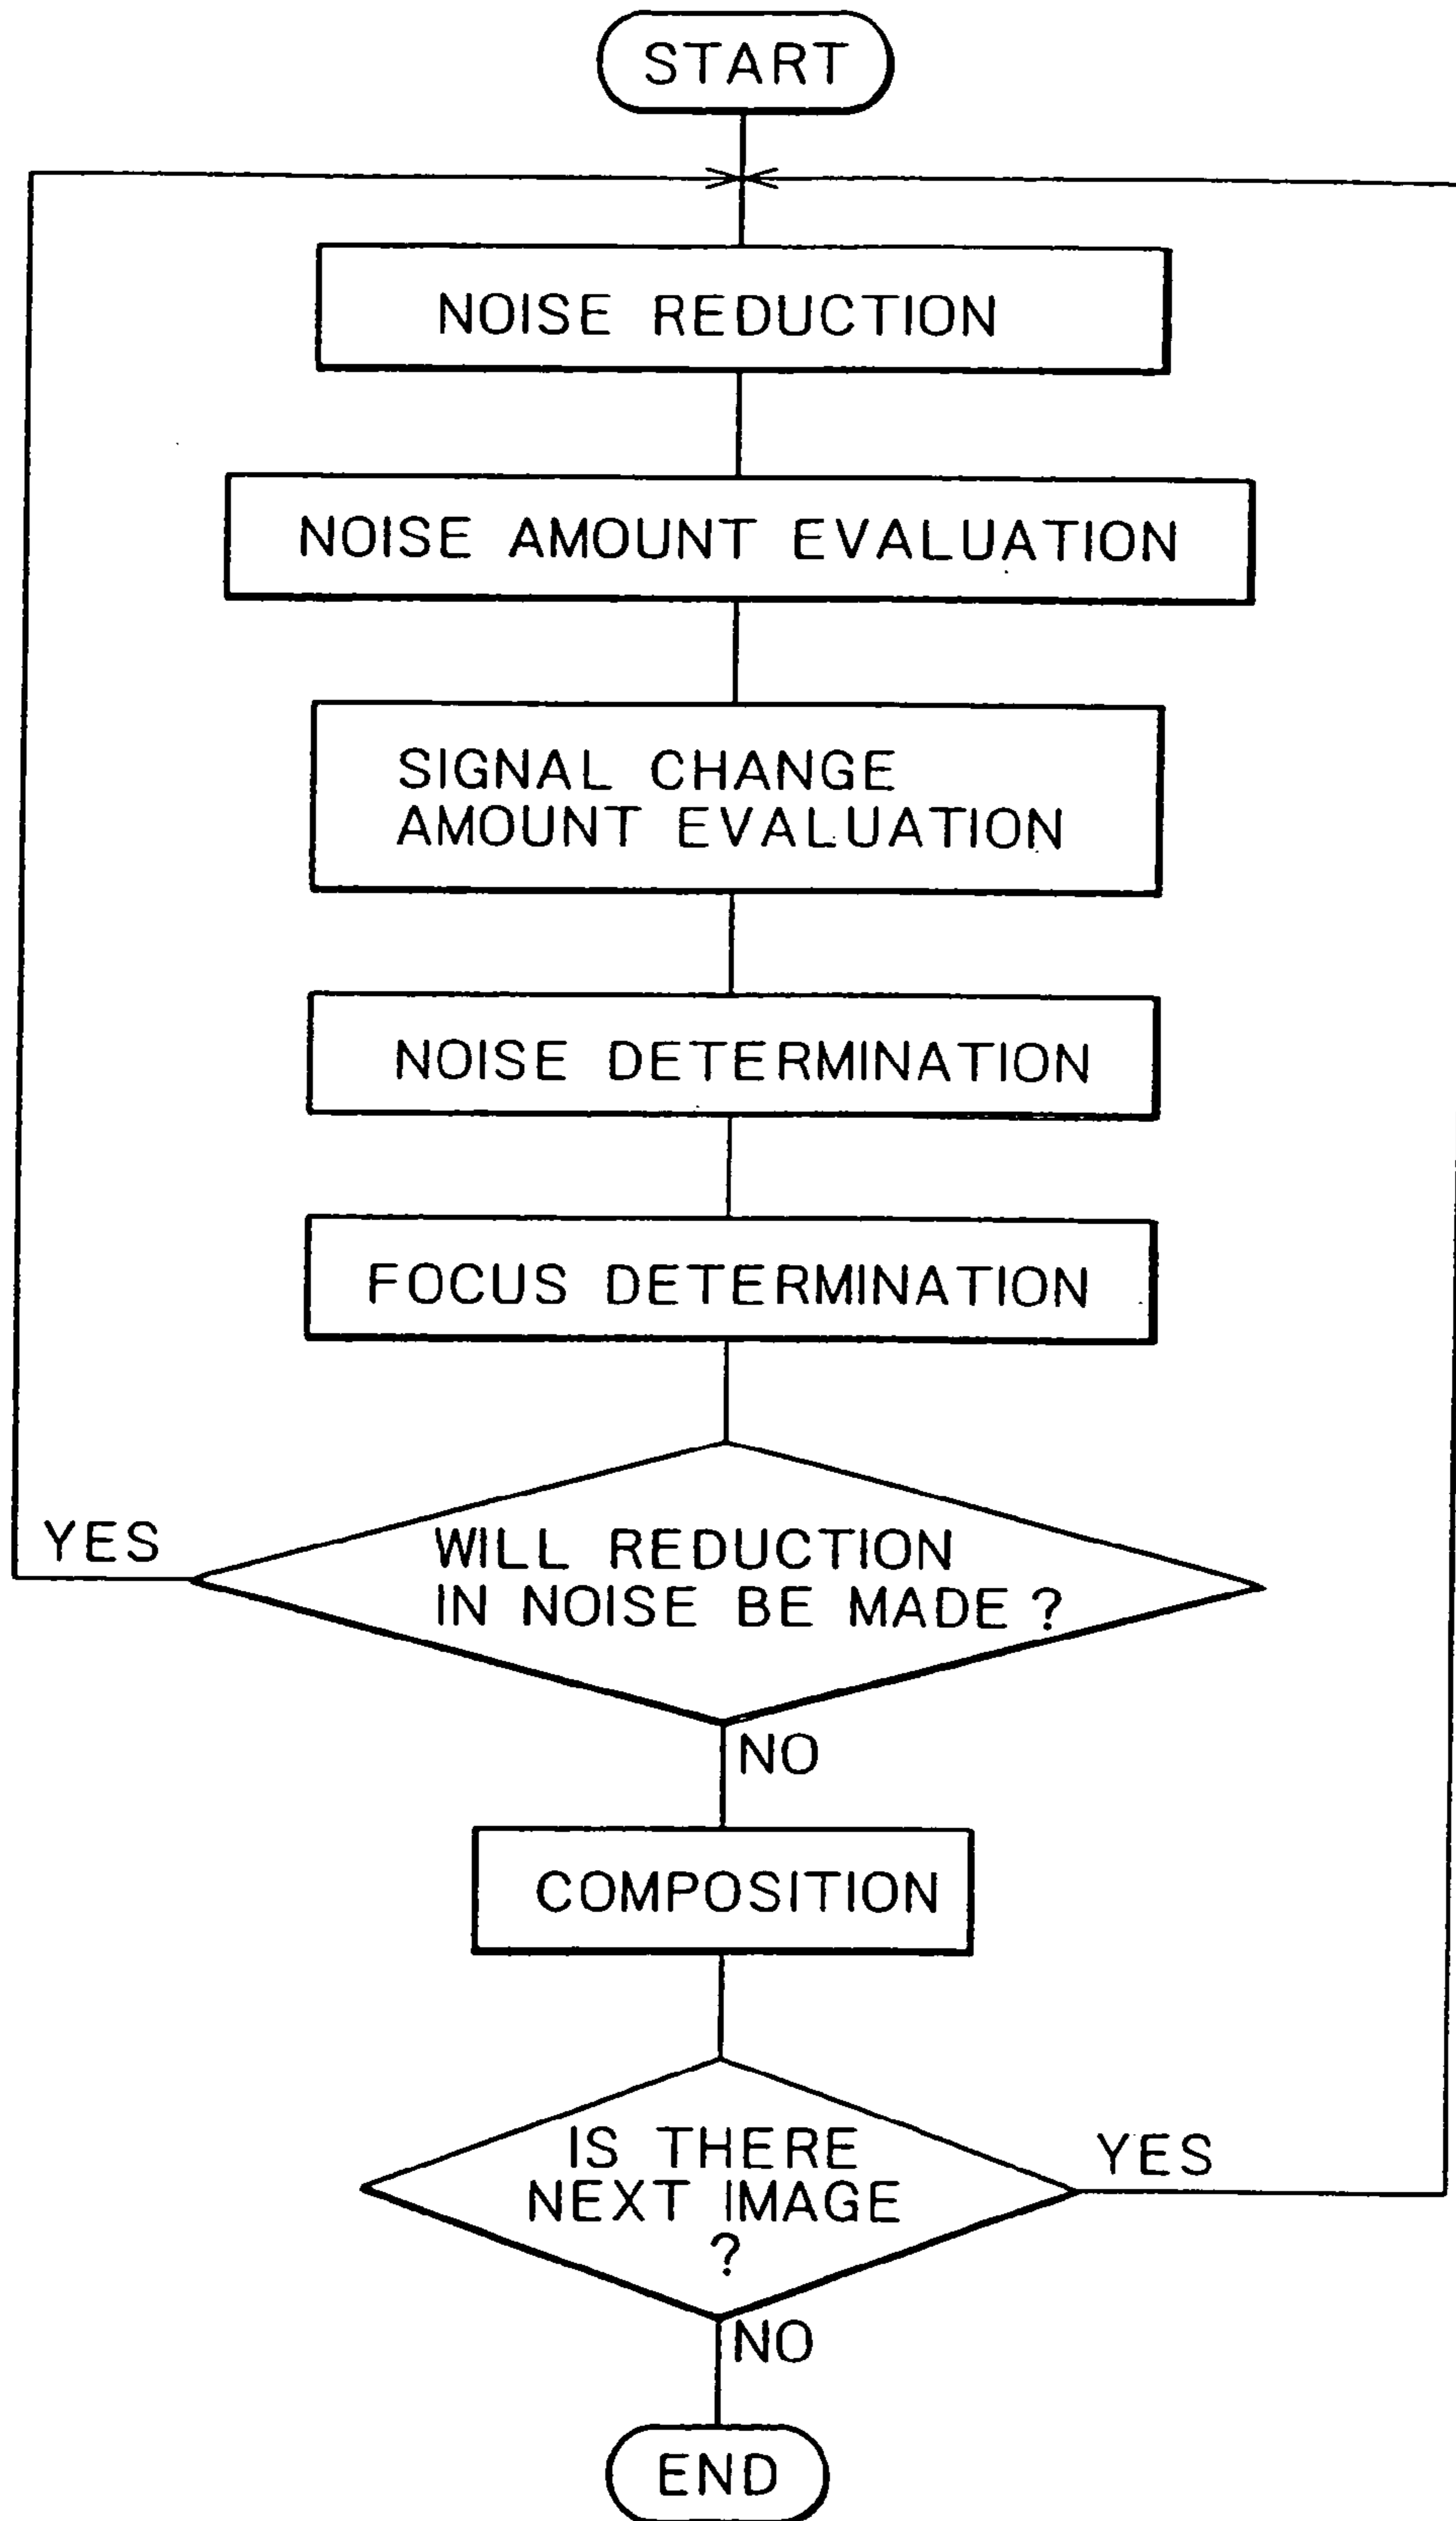 START
NOISE REDUCTION
NOISE AMOUNT EVALUATION
SIGNAL CHANGE
AMOUNT EVALUATION
NOISE DETERMINATION
FOCUS DETERMINATION
YES
WILL REDUCTION
IN NOISE BE MADE ?
NO
COMPOSITION
IS THERE
NEXT IMAGE
?
YES
NO
END